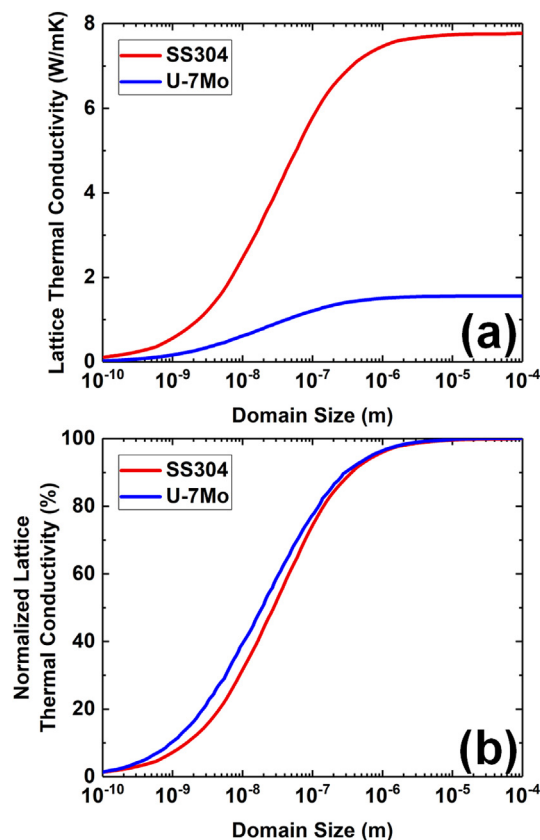 8
6
4
2
0
Lattice Thermal Conductivity (W/mK)
SS304
U-7Mo
(a)
10⁻¹⁰ 10⁻⁹ 10⁻⁸ 10⁻⁷ 10⁻⁶ 10⁻⁵ 10⁻⁴
Domain Size (m)
100
80
60
40
20
0
Normalized Lattice
Thermal Conductivity (%)
SS304
U-7Mo
(b)
10⁻¹⁰ 10⁻⁹ 10⁻⁸ 10⁻⁷ 10⁻⁶ 10⁻⁵ 10⁻⁴
Domain Size (m)